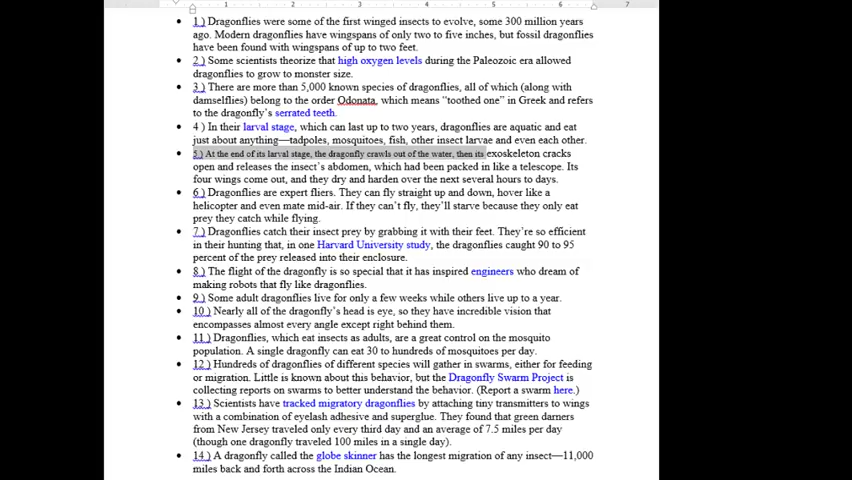 1 2 3 4 5 6 7
1.) Dragonflies were some of the first winged insects to evolve, some 300 million years
ago. Modern dragonflies have wingspans of only two to five inches, but fossil dragonflies
have been found with wingspans of up to two feet.
2.) Some scientists theorize that high oxygen levels during the Paleozoic era allowed
dragonflies to grow to monster size.
3.) There are more than 5,000 known species of dragonflies, all of which (along with
damselflies) belong to the order Odonata, which means “toothed one” in Greek and refers
to the dragonfly’s serrated teeth.
4 ) In their larval stage, which can last up to two years, dragonflies are aquatic and eat
just about anything—tadpoles, mosquitoes, fish, other insect larvae and even each other.
5.) At the end of its larval stage, the dragonfly crawls out of the water, then its exoskeleton cracks
open and releases the insect’s abdomen, which had been packed in like a telescope. Its
four wings come out, and they dry and harden over the next several hours to days.
6.) Dragonflies are expert fliers. They can fly straight up and down, hover like a
helicopter and even mate mid-air. If they can’t fly, they’ll starve because they only eat
prey they catch while flying.
7.) Dragonflies catch their insect prey by grabbing it with their feet. They’re so efficient
in their hunting that, in one Harvard University study, the dragonflies caught 90 to 95
percent of the prey released into their enclosure.
8.) The flight of the dragonfly is so special that it has inspired engineers who dream of
making robots that fly like dragonflies.
9.) Some adult dragonflies live for only a few weeks while others live up to a year.
10.) Nearly all of the dragonfly’s head is eye, so they have incredible vision that
encompasses almost every angle except right behind them.
11.) Dragonflies, which eat insects as adults, are a great control on the mosquito
population. A single dragonfly can eat 30 to hundreds of mosquitoes per day.
12.) Hundreds of dragonflies of different species will gather in swarms, either for feeding
or migration. Little is known about this behavior, but the Dragonfly Swarm Project is
collecting reports on swarms to better understand the behavior. (Report a swarm here.)
13.) Scientists have tracked migratory dragonflies by attaching tiny transmitters to wings
with a combination of eyelash adhesive and superglue. They found that green darners
from New Jersey traveled only every third day and an average of 7.5 miles per day
(though one dragonfly traveled 100 miles in a single day).
14.) A dragonfly called the globe skinner has the longest migration of any insect—11,000
miles back and forth across the Indian Ocean.